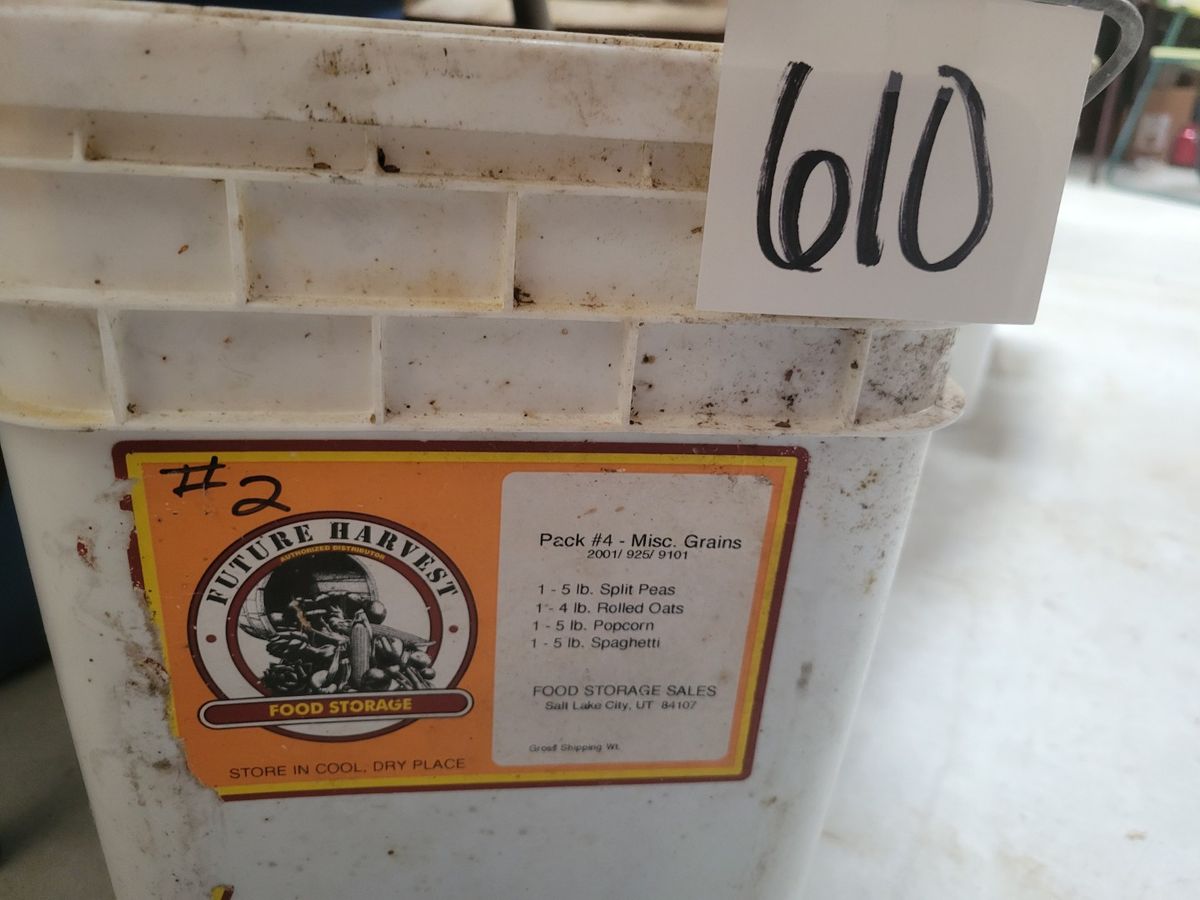 610
#2
FUTURE HARVEST
AUTHORIZED DISTRIBUTOR
FOOD STORAGE
STORE IN COOL, DRY PLACE
Pack #4 - Misc. Grains
2001/ 925/ 9101
1 - 5 lb. Split Peas
1 - 4 lb. Rolled Oats
1 - 5 lb. Popcorn
1 - 5 lb. Spaghetti
FOOD STORAGE SALES
Salt Lake City, UT 84107
Gross Shipping Wt.